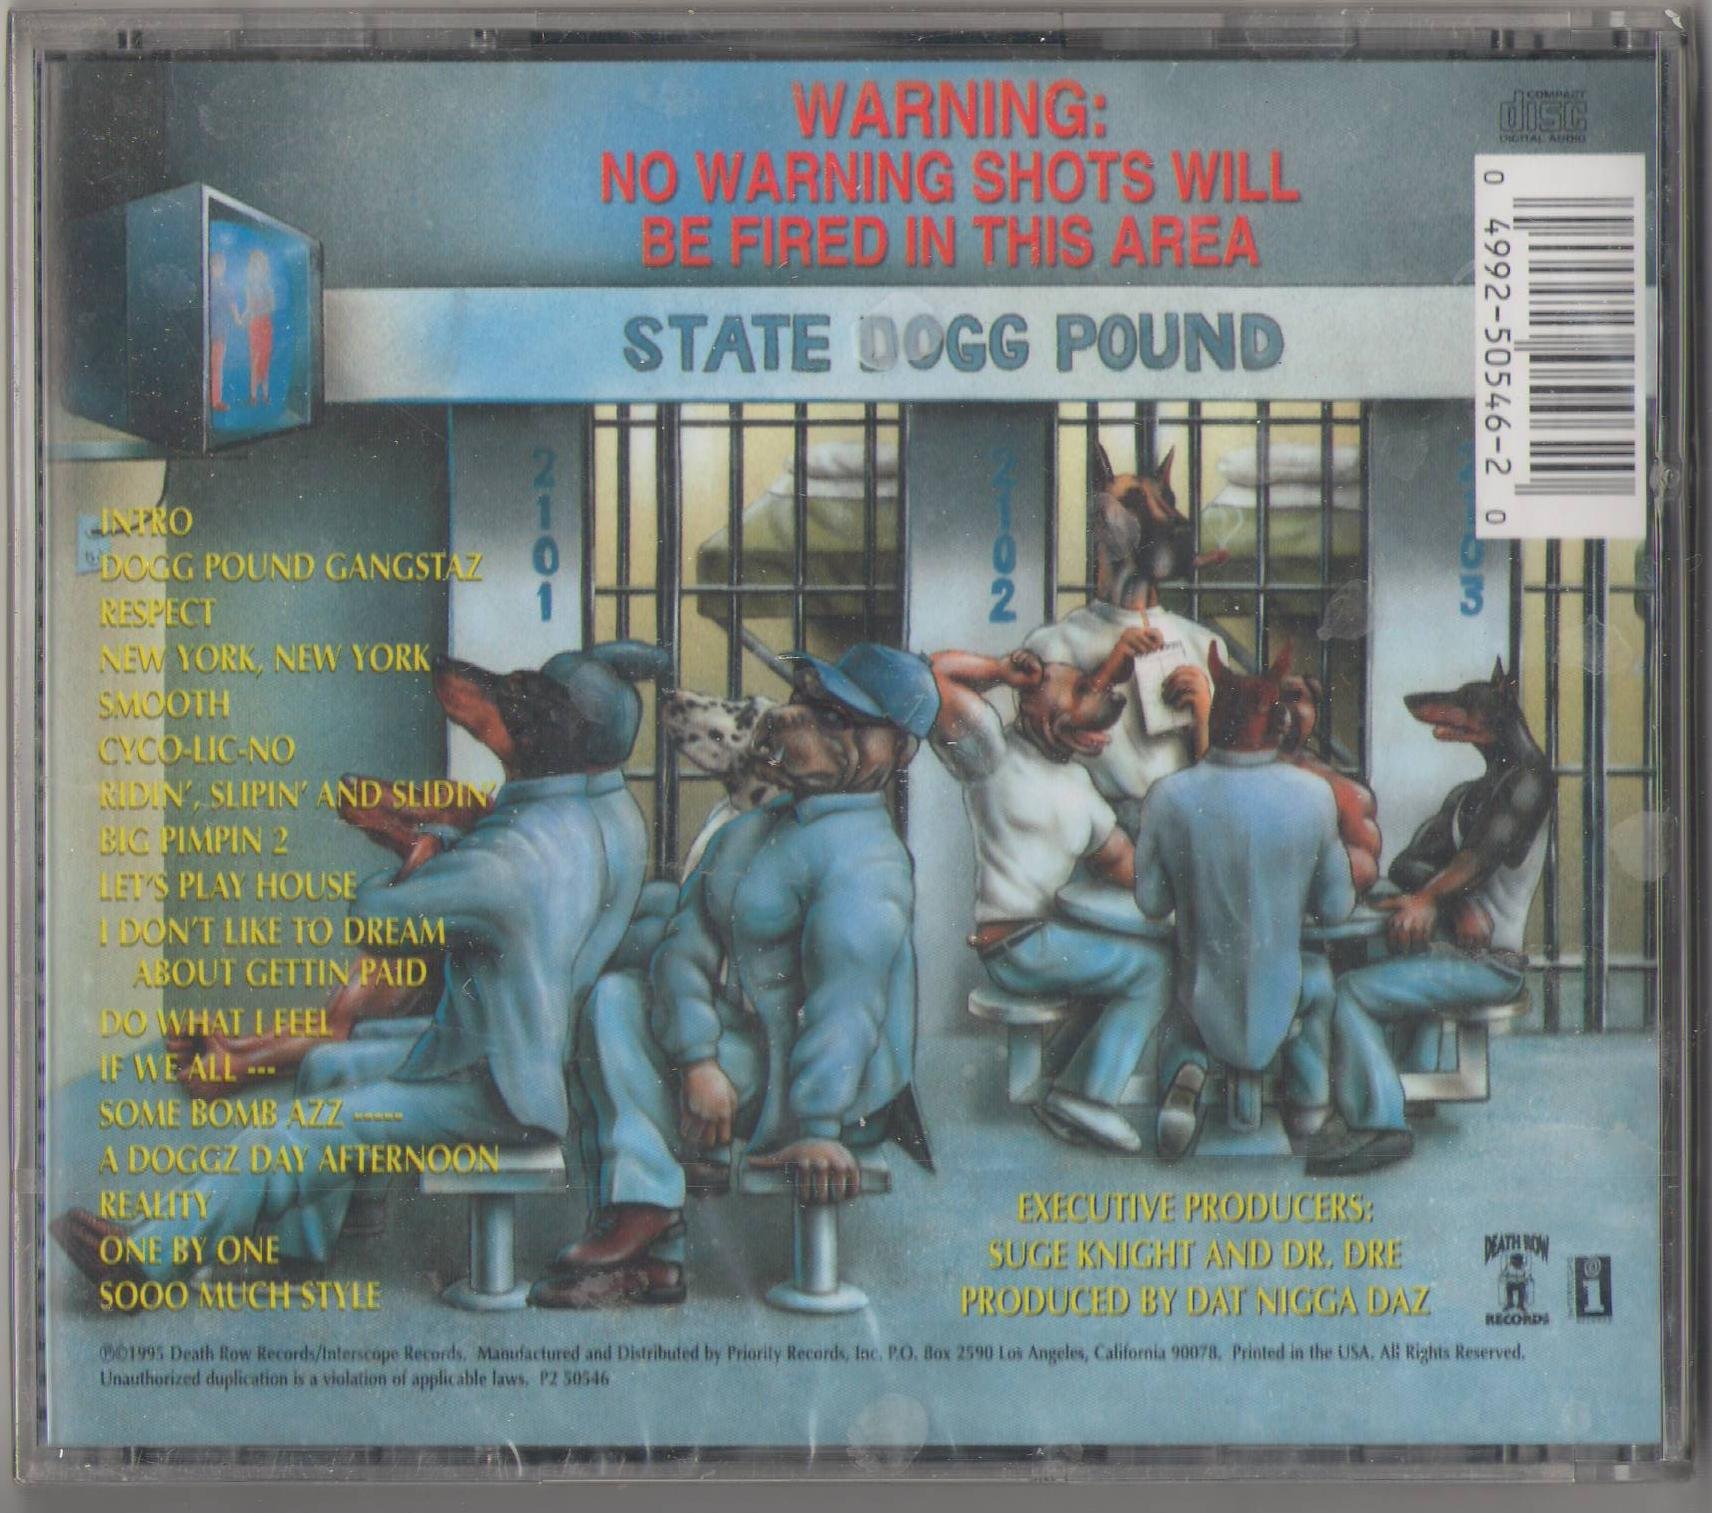 WARNING:
NO WARNING SHOTS WILL
BE FIRED IN THIS AREA
COMPACT
disc
DIGITAL AUDIO
0 4992-50546-2 0
STATE DOGG POUND
2101
2102
INTRO
DOGG POUND GANGSTAZ
RESPECT
NEW YORK, NEW YORK
SMOOTH
CYCO-LIC-NO
RIDIN', SLIPIN' AND SLIDIN'
BIG PIMPIN 2
LET'S PLAY HOUSE
I DON'T LIKE TO DREAM
ABOUT GETTIN PAID
DO WHAT I FEEL
IF WE ALL ---
SOME BOMB AZZ -----
A DOGGZ DAY AFTERNOON
REALITY
ONE BY ONE
SOOO MUCH STYLE
EXECUTIVE PRODUCERS:
SUGE KNIGHT AND DR. DRE
PRODUCED BY DAT NIGGA DAZ
DEATH ROW
RECORDS
i
℗©1995 Death Row Records/Interscope Records. Manufactured and Distributed by Priority Records, Inc. P.O. Box 2590 Los Angeles, California 90078. Printed in the USA. All Rights Reserved.
Unauthorized duplication is a violation of applicable laws. P2 50546